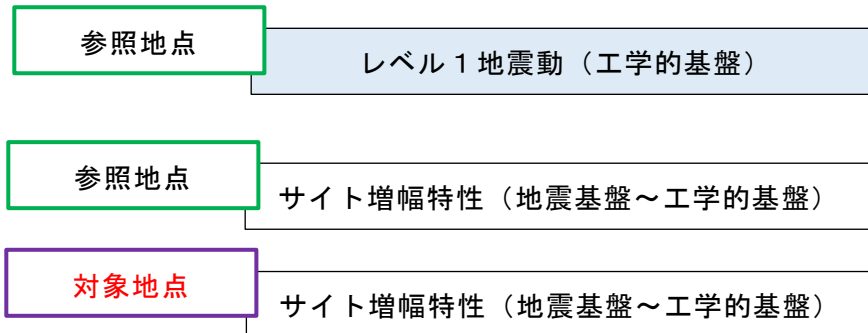 参照地点
レベル１地震動（工学的基盤）
参照地点
サイト増幅特性（地震基盤～工学的基盤）
対象地点
サイト増幅特性（地震基盤～工学的基盤）